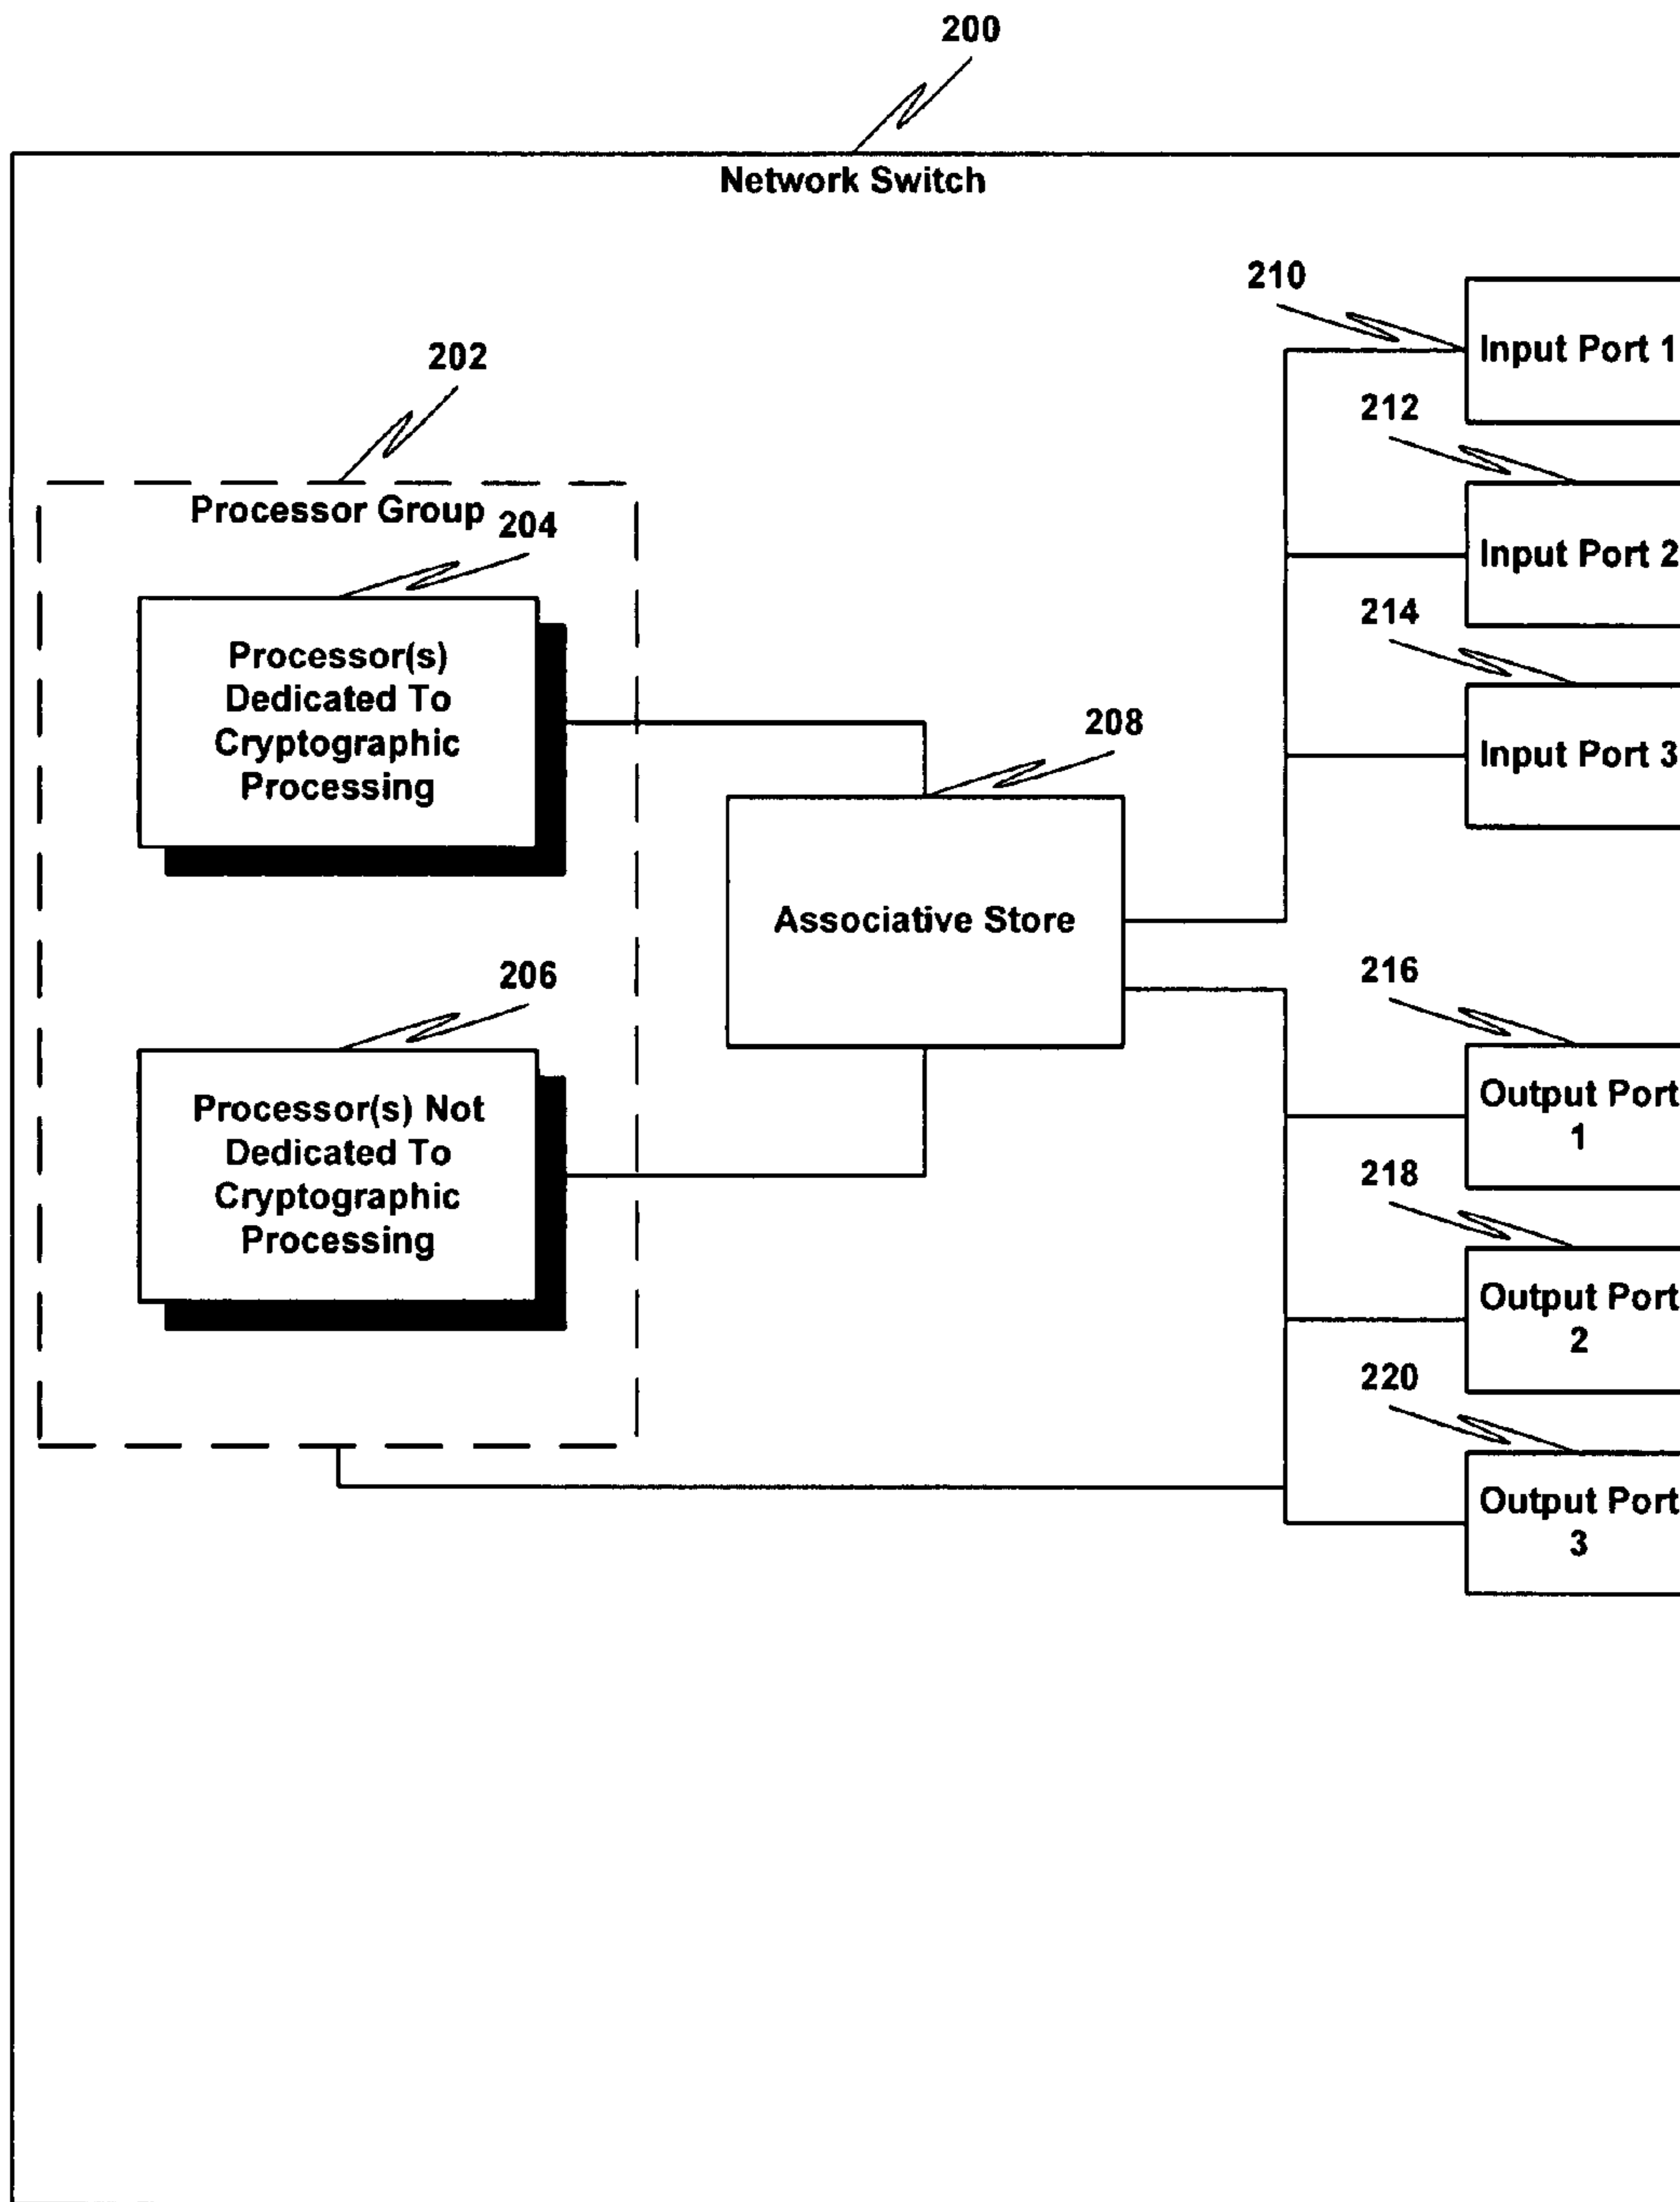 200
Network Switch
210
Input Port 1
202
212
Processor Group
204
Input Port 2
214
Processor(s)
Dedicated To
Cryptographic
Processing
208
Input Port 3
Associative Store
206
216
Processor(s) Not
Dedicated To
Cryptographic
Processing
Output Port
1
218
Output Port
2
220
Output Port
3